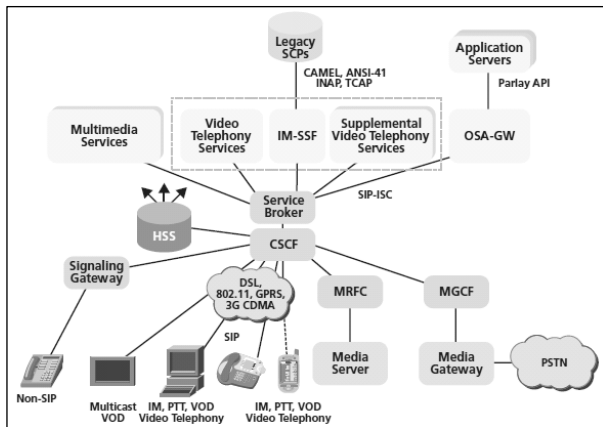 Legacy
SCPs
Application
Servers
CAMEL, ANSI-41
INAP, TCAP
Parlay API
Multimedia
Services
Video
Telephony
Services
IM-SSF
Supplemental
Video Telephony
Services
OSA-GW
SIP-ISC
Service
Broker
HSS
CSCF
Signaling
Gateway
DSL,
802.11, GPRS,
3G CDMA
MRFC
MGCF
SIP
Media
Server
Media
Gateway
PSTN
Non-SIP
Multicast
VOD
IM, PTT, VOD
Video Telephony
IM, PTT, VOD
Video Telephony